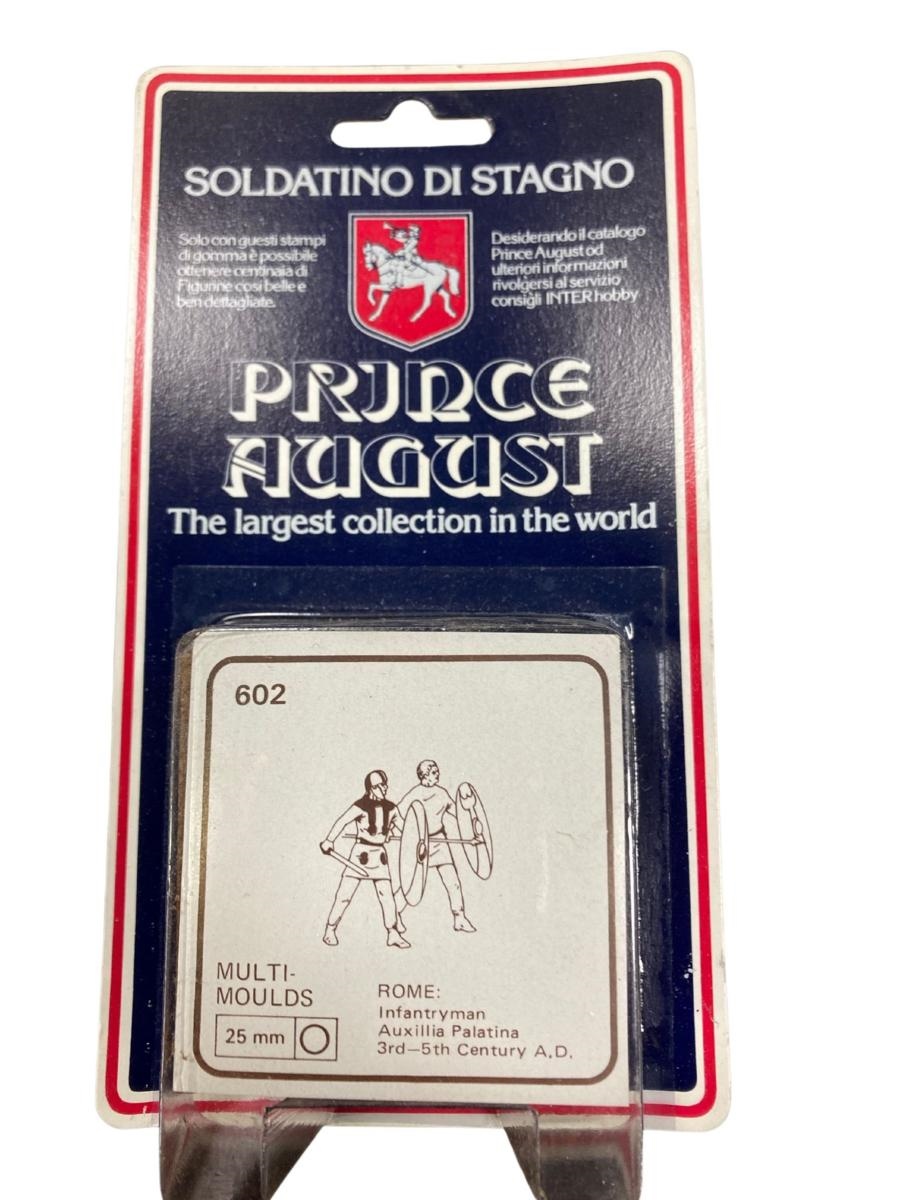 SOLDATINO DI STAGNO
Solo con questi stampi
di gomma è possibile
ottenere centinaia di
Figurine così belle e
ben dettagliate.
Desiderando il catalogo
Prince August od
ulteriori informazioni
rivolgersi al servizio
consigli INTER hobby
PRINCE
AUGUST
The largest collection in the world
602
MULTI-
MOULDS
25 mm
ROME:
Infantryman
Auxillia Palatina
3rd–5th Century A.D.